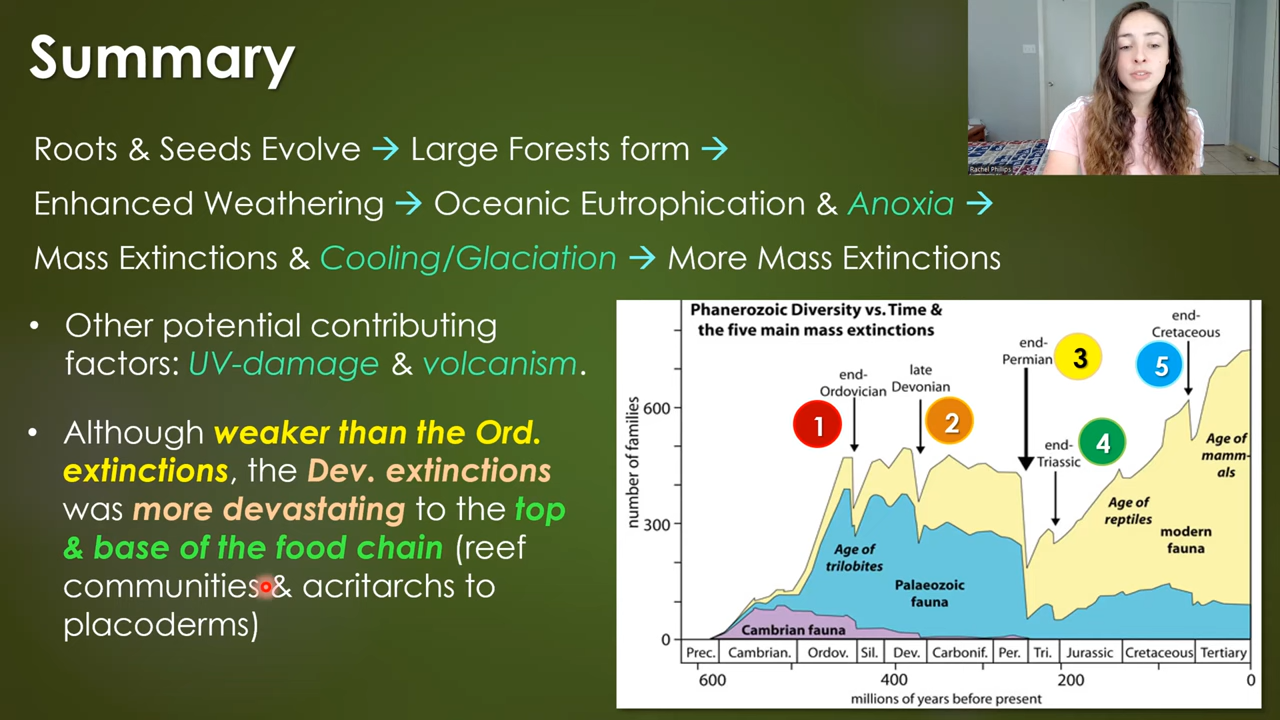 Summary
Roots & Seeds Evolve → Large Forests form →
Enhanced Weathering → Oceanic Eutrophication & Anoxia →
Mass Extinctions & Cooling/Glaciation → More Mass Extinctions
• Other potential contributing
factors: UV-damage & volcanism.
• Although weaker than the Ord.
extinctions, the Dev. extinctions
was more devastating to the top
& base of the food chain (reef
communities & acritarchs to
placoderms)
Rachel Phillips
Phanerozoic Diversity vs. Time &
the five main mass extinctions
number of families
600
300
0
end-
Ordovician
1
late
Devonian
2
end-
Permian
3
end-
Triassic
4
end-
Cretaceous
5
Age of
trilobites
Palaeozoic
fauna
Cambrian fauna
Age of
reptiles
modern
fauna
Age of
mamm-
als
Prec. Cambrian. Ordov. Sil. Dev. Carbonif. Per. Tri. Jurassic Cretaceous Tertiary
600 400 200 0
millions of years before present